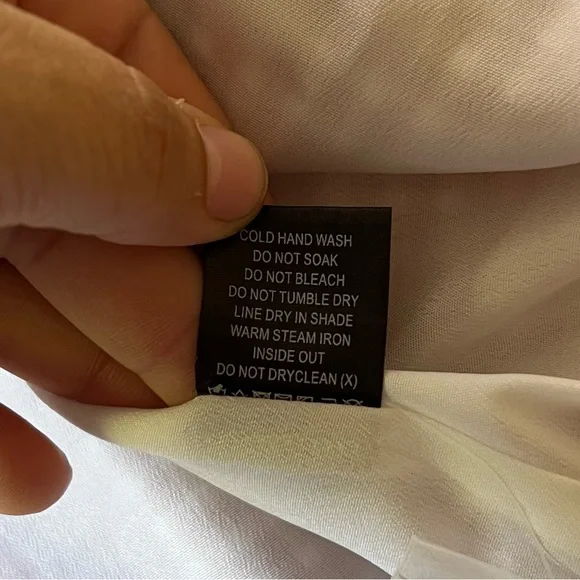 COLD HAND WASH
DO NOT SOAK
DO NOT BLEACH
DO NOT TUMBLE DRY
LINE DRY IN SHADE
WARM STEAM IRON
INSIDE OUT
DO NOT DRYCLEAN (X)